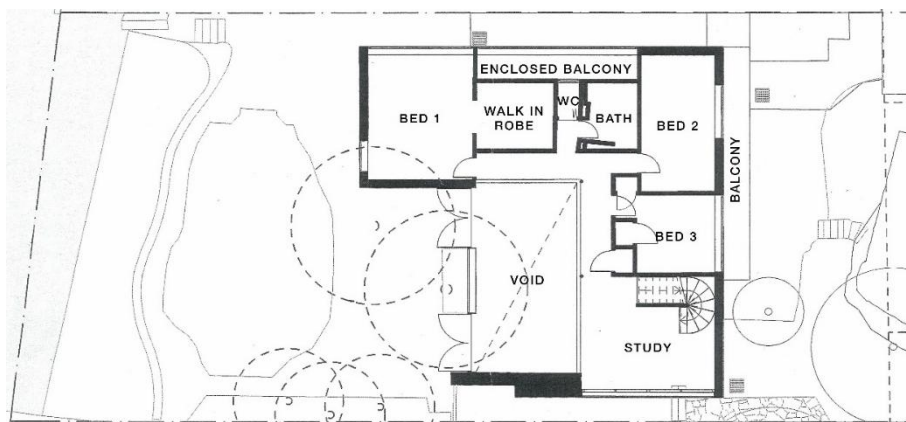 ENCLOSED BALCONY
BED 1
WALK IN
ROBE
WC
BATH
BED 2
BALCONY
BED 3
VOID
STUDY